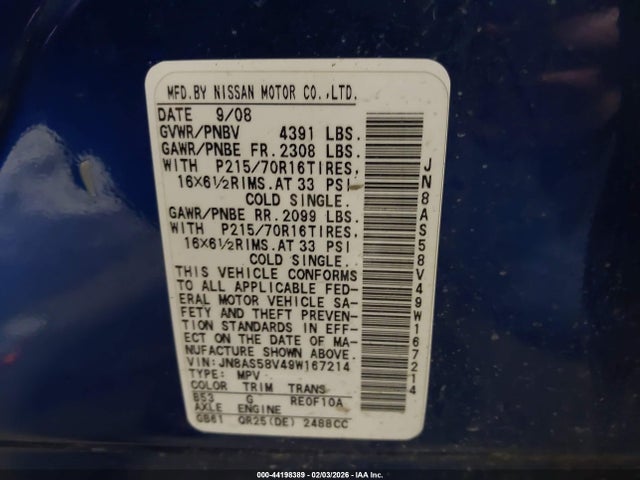 MFD.BY NISSAN MOTOR CO.,LTD.
DATE 9/08
GVWR/PNBV 4391 LBS.
GAWR/PNBE FR.2308 LBS.
WITH P215/70R16TIRES,
16X6½RIMS.AT 33 PSI
COLD SINGLE.
GAWR/PNBE RR.2099 LBS.
WITH P215/70R16TIRES,
16X6½RIMS.AT 33 PSI
COLD SINGLE.
THIS VEHICLE CONFORMS
TO ALL APPLICABLE FED-
ERAL MOTOR VEHICLE SA-
FETY AND THEFT PREVEN-
TION STANDARDS IN EFF-
ECT ON THE DATE OF MA-
NUFACTURE SHOWN ABOVE.
VIN:JN8AS58V49W167214
TYPE: MPV
COLOR TRIM TRANS
B53 G RE0F10A
AXLE ENGINE
GB61 QR25(DE) 2488CC
JN8AS58V49W167214
000-44198389 - 02/03/2026 - IAA Inc.